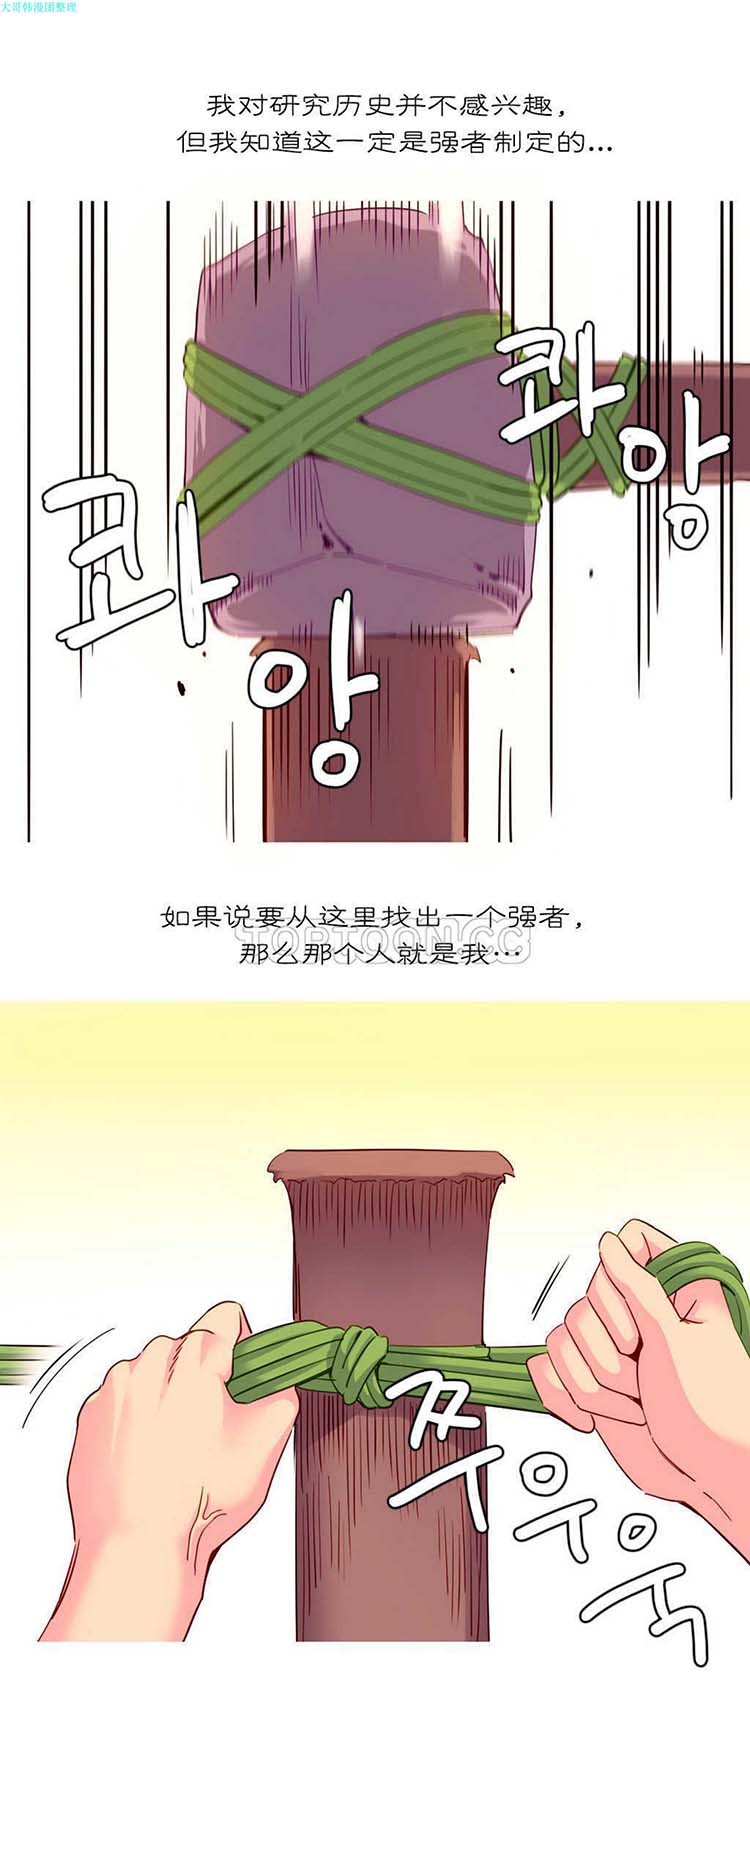 大哥韩漫团整理
我对研究历史并不感兴趣,
但我知道这一定是强者制定的...
콰앙
콰앙
如果说要从这里找出一个强者,
TOPTOON.CC
那么那个人就是我...
쭈우욱